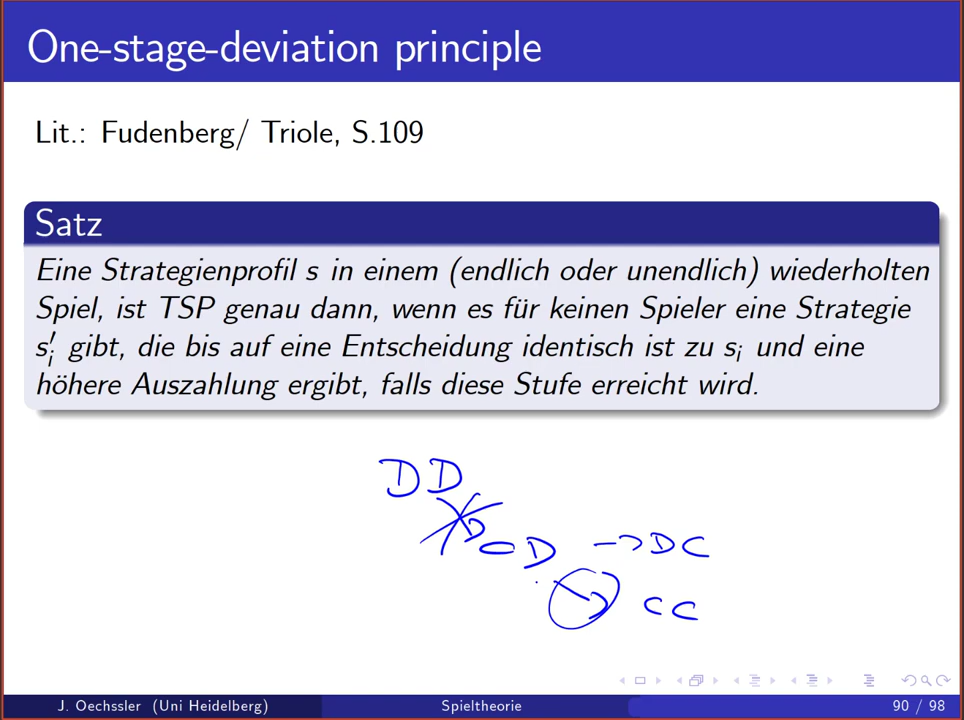 One-stage-deviation principle
Lit.: Fudenberg/ Triole, S.109
Satz
Eine Strategienprofil s in einem (endlich oder unendlich) wiederholten
Spiel, ist TSP genau dann, wenn es für keinen Spieler eine Strategie
s′ᵢ gibt, die bis auf eine Entscheidung identisch ist zu sᵢ und eine
höhere Auszahlung ergibt, falls diese Stufe erreicht wird.
DD
CD → DC
→ CC
J. Oechssler (Uni Heidelberg) Spieltheorie 90 / 98